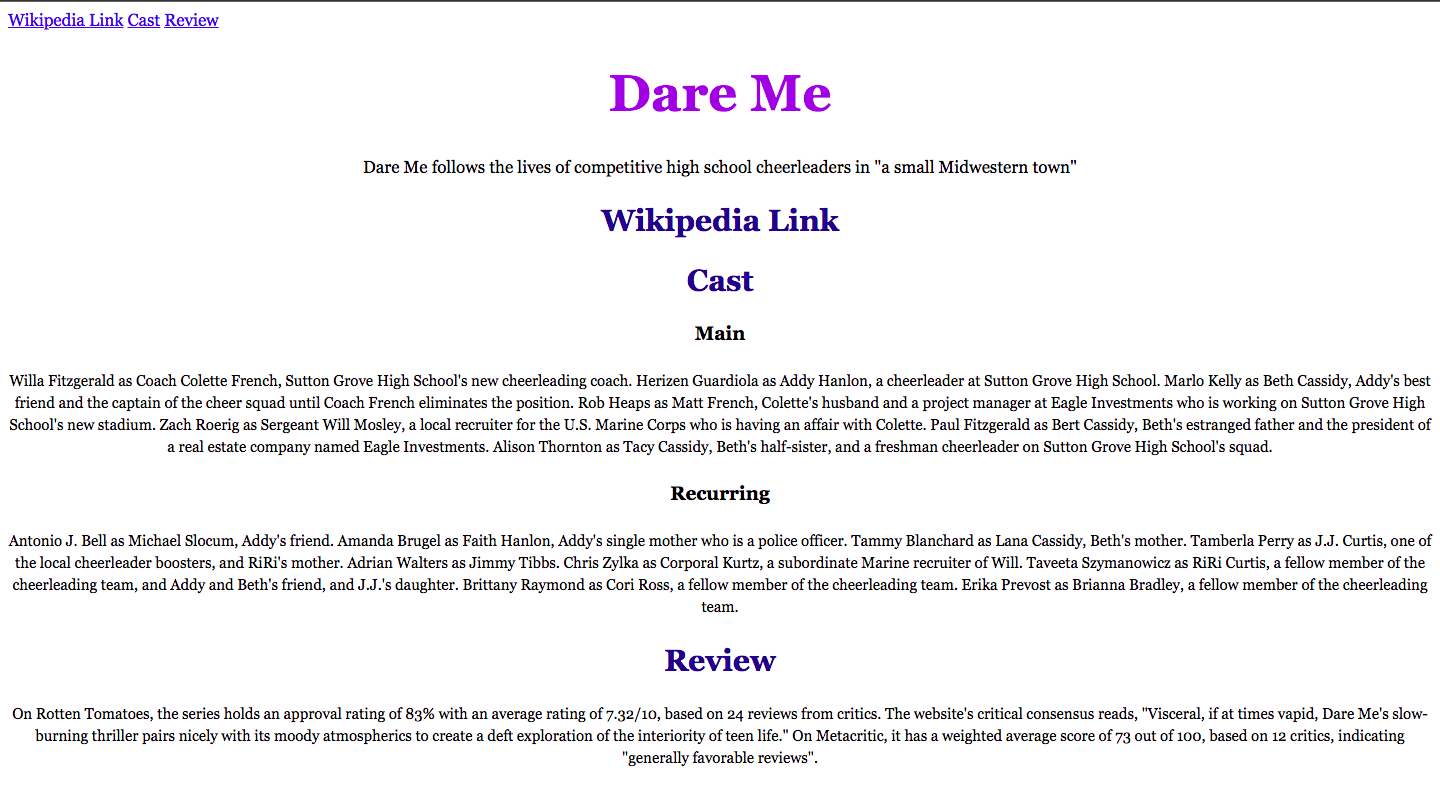 Wikipedia Link Cast Review
Dare Me
Dare Me follows the lives of competitive high school cheerleaders in "a small Midwestern town"
Wikipedia Link
Cast
Main
Willa Fitzgerald as Coach Colette French, Sutton Grove High School's new cheerleading coach. Herizen Guardiola as Addy Hanlon, a cheerleader at Sutton Grove High School. Marlo Kelly as Beth Cassidy, Addy's best
friend and the captain of the cheer squad until Coach French eliminates the position. Rob Heaps as Matt French, Colette's husband and a project manager at Eagle Investments who is working on Sutton Grove High
School's new stadium. Zach Roerig as Sergeant Will Mosley, a local recruiter for the U.S. Marine Corps who is having an affair with Colette. Paul Fitzgerald as Bert Cassidy, Beth's estranged father and the president of
a real estate company named Eagle Investments. Alison Thornton as Tacy Cassidy, Beth's half-sister, and a freshman cheerleader on Sutton Grove High School's squad.
Recurring
Antonio J. Bell as Michael Slocum, Addy's friend. Amanda Brugel as Faith Hanlon, Addy's single mother who is a police officer. Tammy Blanchard as Lana Cassidy, Beth's mother. Tamberla Perry as J.J. Curtis, one of
the local cheerleader boosters, and RiRi's mother. Adrian Walters as Jimmy Tibbs. Chris Zylka as Corporal Kurtz, a subordinate Marine recruiter of Will. Taveeta Szymanowicz as RiRi Curtis, a fellow member of the
cheerleading team, and Addy and Beth's friend, and J.J.'s daughter. Brittany Raymond as Cori Ross, a fellow member of the cheerleading team. Erika Prevost as Brianna Bradley, a fellow member of the cheerleading
team.
Review
On Rotten Tomatoes, the series holds an approval rating of 83% with an average rating of 7.32/10, based on 24 reviews from critics. The website's critical consensus reads, "Visceral, if at times vapid, Dare Me's slow-
burning thriller pairs nicely with its moody atmospherics to create a deft exploration of the interiority of teen life." On Metacritic, it has a weighted average score of 73 out of 100, based on 12 critics, indicating
"generally favorable reviews".